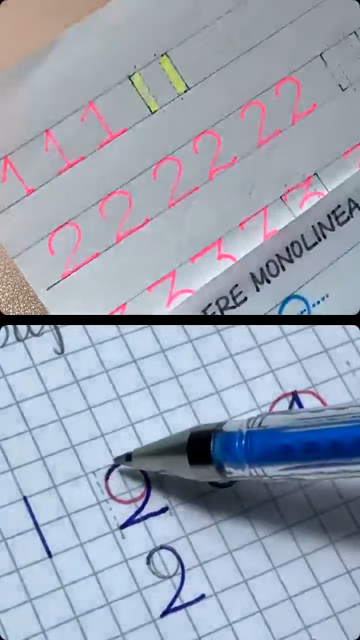 1 1 1
2 2 2 2 2 2
3 3 3 3
ERE MONOLINEA
1 2
2